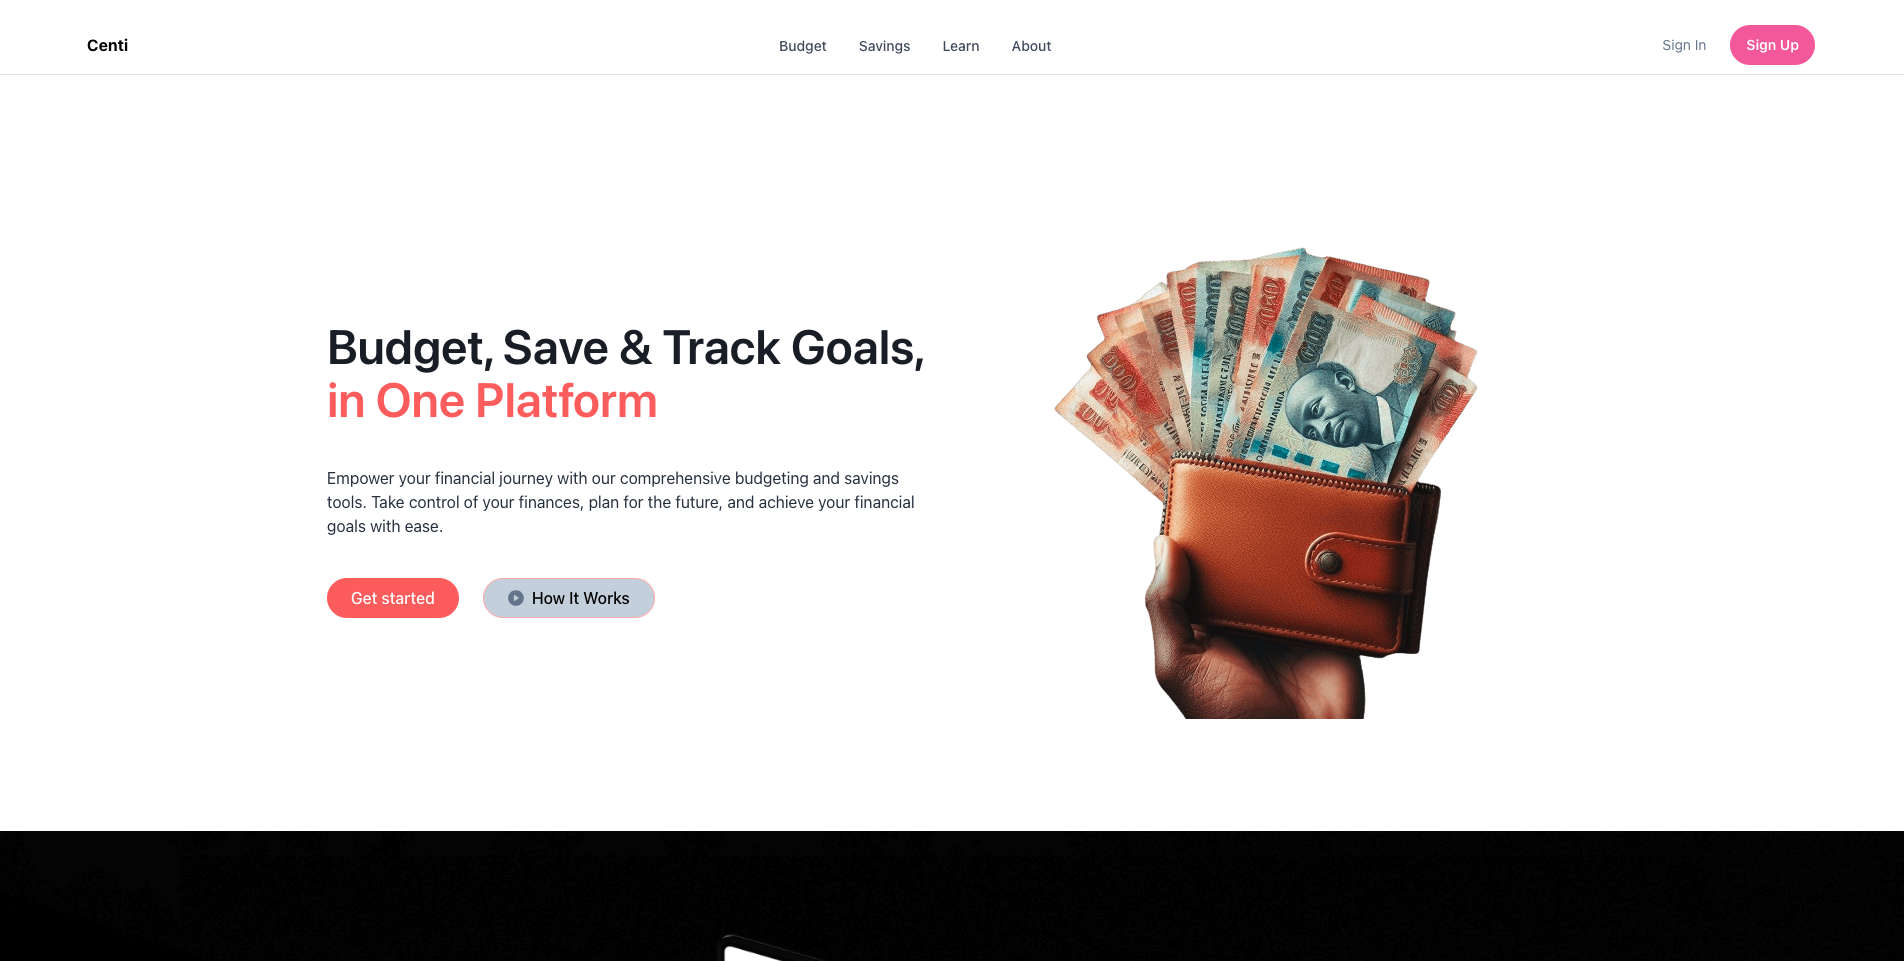 Centi
Budget
Savings
Learn
About
Sign In
Sign Up
Budget, Save & Track Goals,
in One Platform
Empower your financial journey with our comprehensive budgeting and savings
tools. Take control of your finances, plan for the future, and achieve your financial
goals with ease.
Get started
How It Works